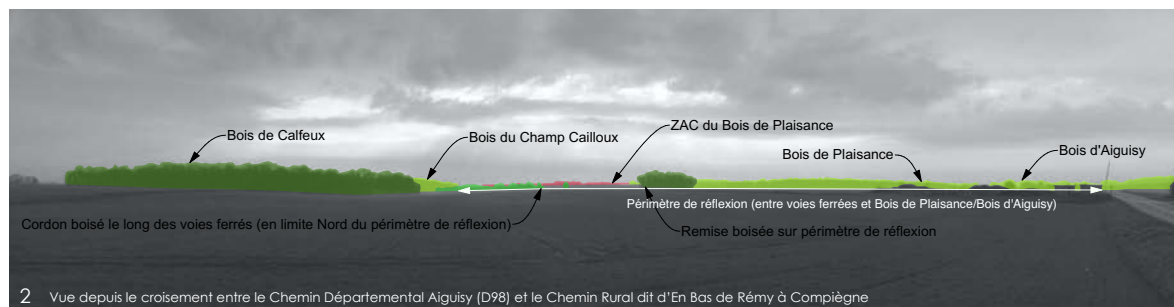 Bois de Calfeux
Bois du Champ Cailloux
ZAC du Bois de Plaisance
Bois de Plaisance
Bois d'Aiguisy
Périmètre de réflexion (entre voies ferrées et Bois de Plaisance/Bois d'Aiguisy)
Cordon boisé le long des voies ferrés (en limite Nord du périmètre de réflexion)
Remise boisée sur périmètre de réflexion
2 Vue depuis le croisement entre le Chemin Départemental Aiguisy (D98) et le Chemin Rural dit d'En Bas de Rémy à Compiègne